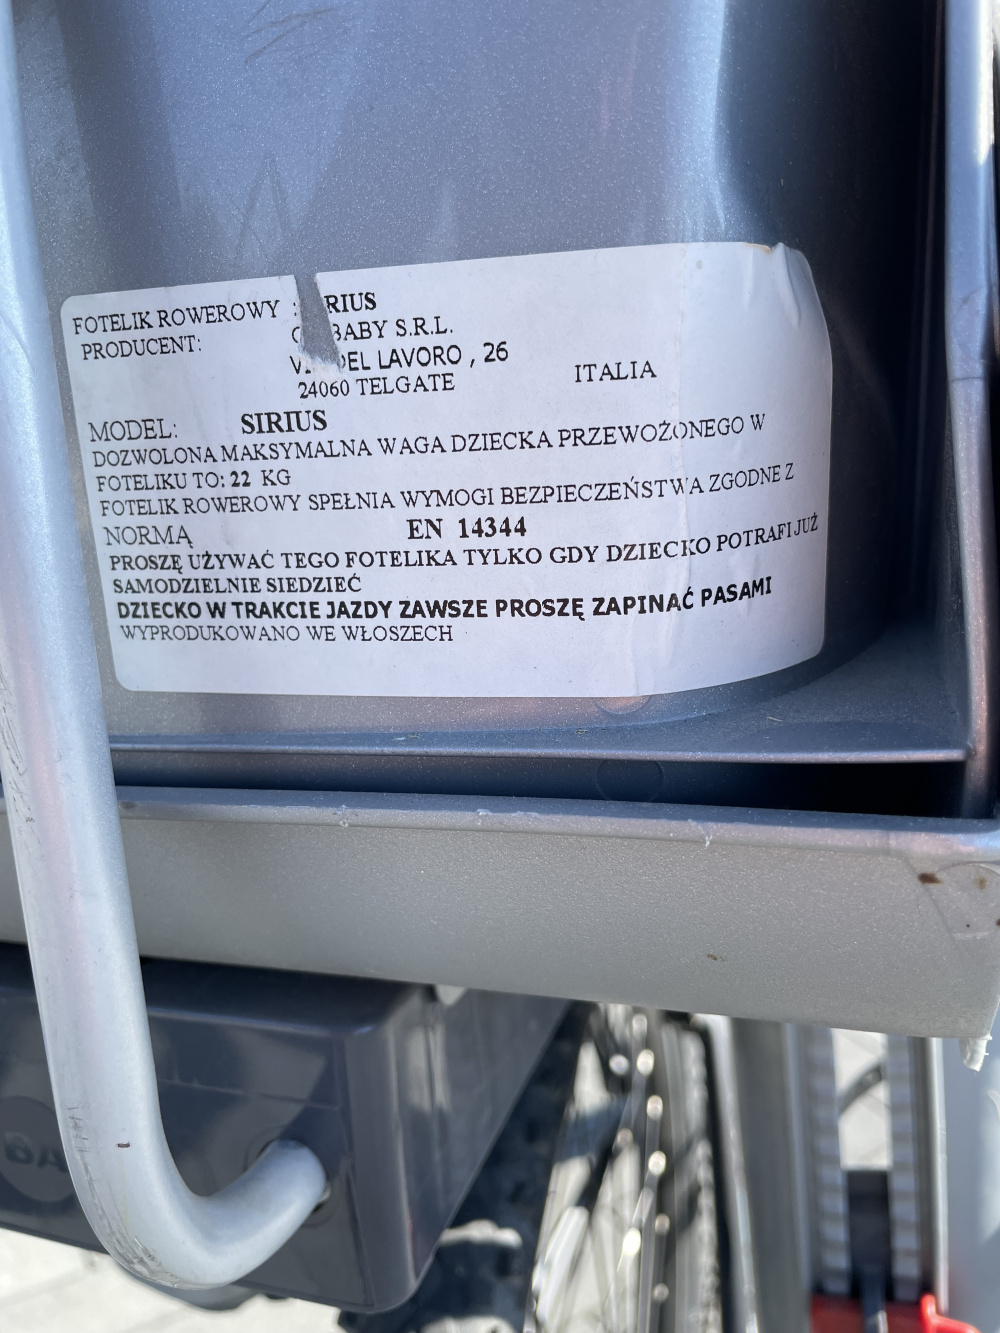 FOTELIK ROWEROWY :
PRODUCENT: BABY S.R.L.
DEL LAVORO , 26
24060 TELGATE ITALIA
MODEL: SIRIUS
DOZWOLONA MAKSYMALNA WAGA DZIECKA PRZEWOŻONEGO W
FOTELIKU TO: 22 KG
FOTELIK ROWEROWY SPEŁNIA WYMOGI BEZPIECZEŃSTWA ZGODNE Z
NORMĄ EN 14344
PROSZĘ UŻYWAĆ TEGO FOTELIKA TYLKO GDY DZIECKO POTRAFI JUŻ
SAMODZIELNIE SIEDZIEĆ
DZIECKO W TRAKCIE JAZDY ZAWSZE PROSZĘ ZAPINAĆ PASAMI
WYPRODUKOWANO WE WŁOSZECH